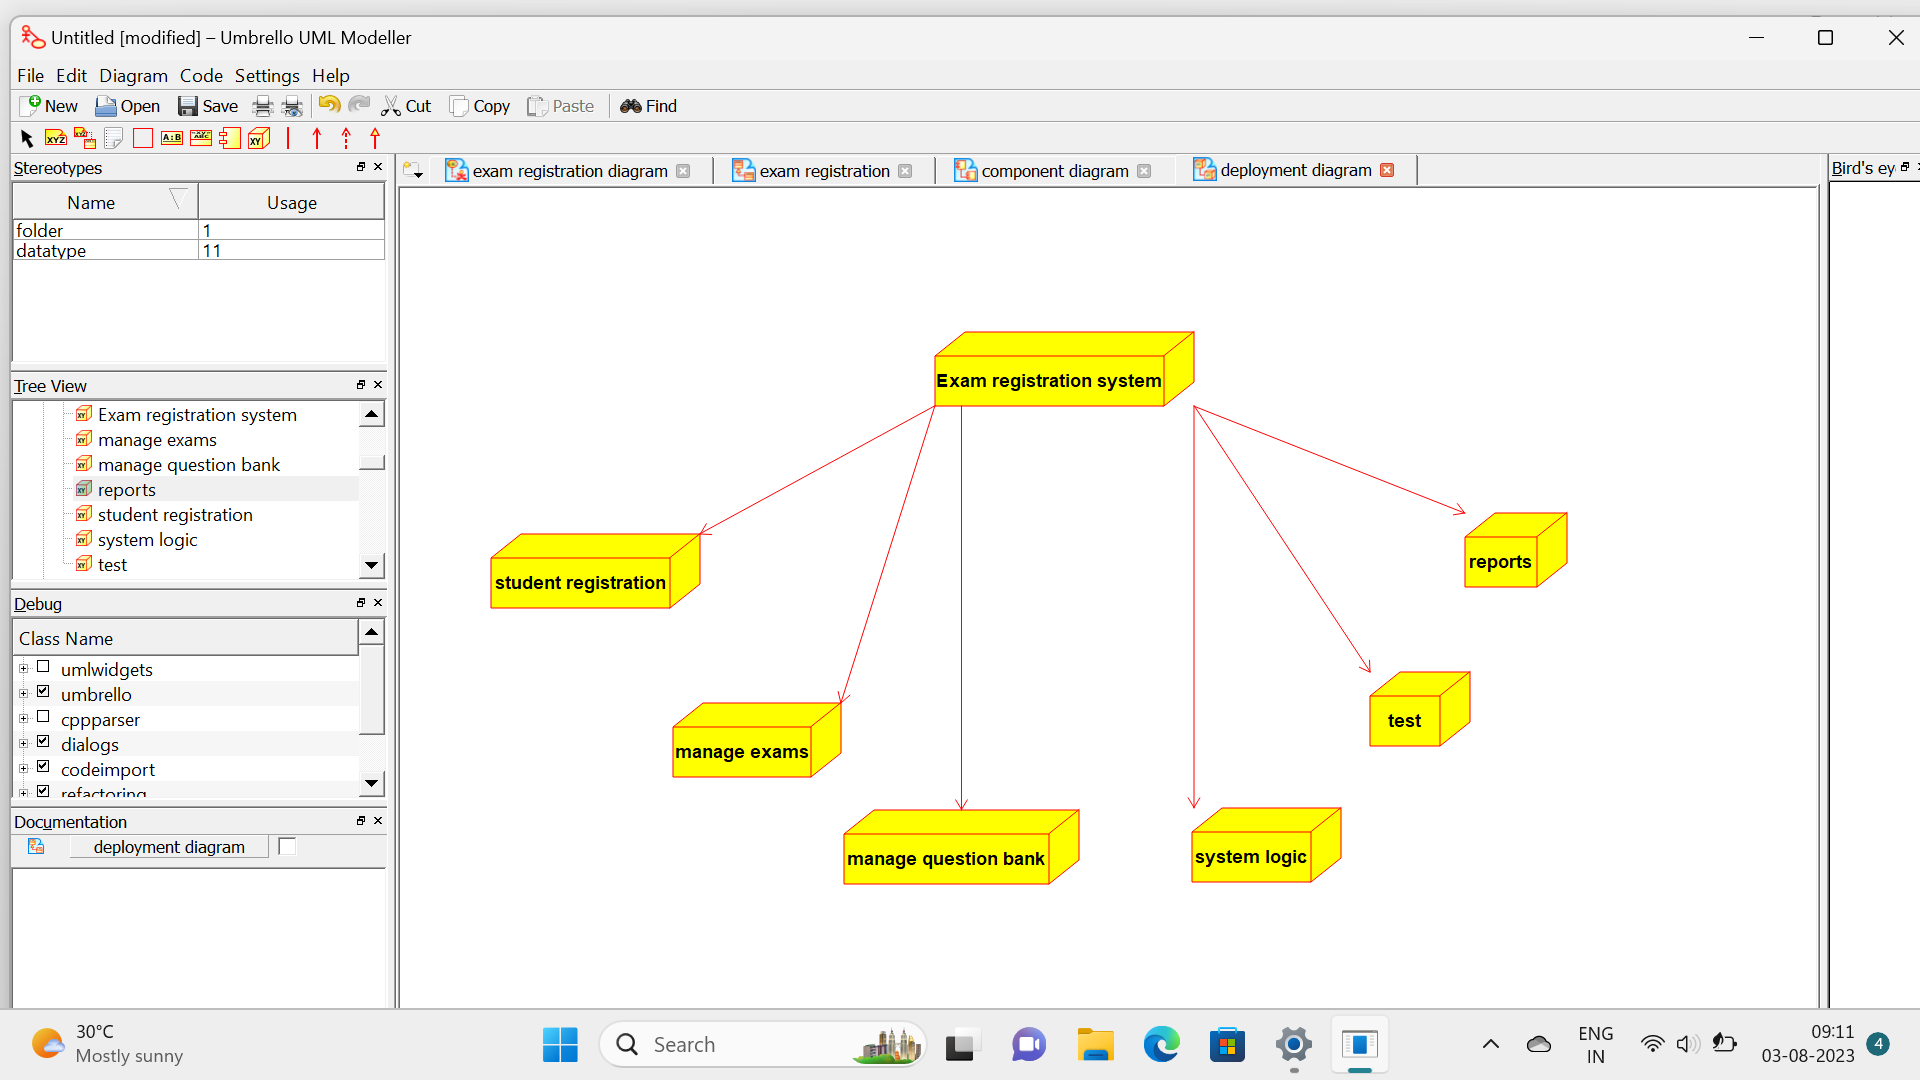 Untitled [modified] – Umbrello UML Modeller
File Edit Diagram Code Settings Help
New Open Save Cut Copy Paste Find
XYZ XYZ A:B ABC XY
Stereotypes
Name Usage
folder 1
datatype 11
Tree View
Exam registration system
manage exams
manage question bank
reports
student registration
system logic
test
Debug
Class Name
umlwidgets
umbrello
cppparser
dialogs
codeimport
refactoring
Documentation
deployment diagram
exam registration diagram
exam registration
component diagram
deployment diagram
Bird's ey
Exam registration system
student registration
reports
manage exams
test
manage question bank
system logic
30°C
Mostly sunny
Search
ENG
IN
09:11
03-08-2023
4